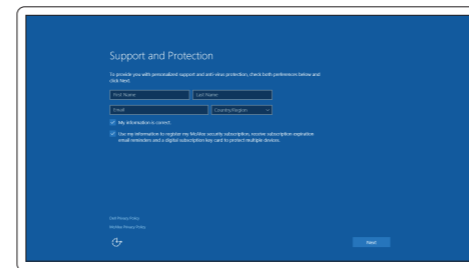 Support and Protection
To provide you with personalized support and anti-virus protection, check both preferences below and
click Next.
First Name
Last Name
Email
Country/Region
My information is correct.
Use my information to register my McAfee security subscription, receive subscription expiration
email reminders and a digital subscription key card to protect multiple devices.
Dell Privacy Policy
McAfee Privacy Policy
Next